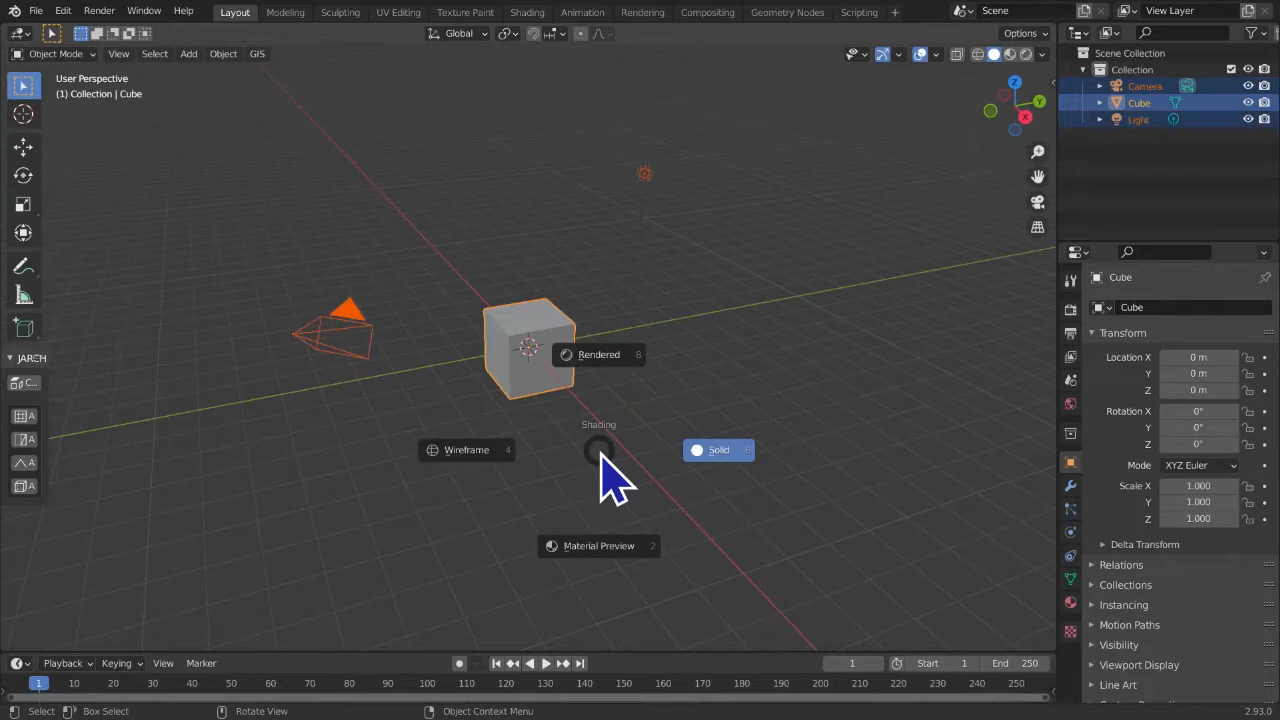 File Edit Render Window Help Layout Modeling Sculpting UV Editing Texture Paint Shading Animation Rendering Compositing Geometry Nodes Scripting + Scene View Layer
Global Options
Object Mode View Select Add Object GIS
User Perspective
(1) Collection | Cube
Z
Y
X
Scene Collection
Collection
Camera
Cube
Light
JARCH
C...
A
A
A
A
Rendered 8
Shading
Wireframe 4
Solid 6
Material Preview 2
Cube
Cube
Transform
Location X 0 m
Y 0 m
Z 0 m
Rotation X 0°
Y 0°
Z 0°
Mode XYZ Euler
Scale X 1.000
Y 1.000
Z 1.000
Delta Transform
Relations
Collections
Instancing
Motion Paths
Visibility
Viewport Display
Line Art
Playback Keying View Marker 1 Start 1 End 250
1 10 20 30 40 50 60 70 80 90 100 110 120 130 140 150 160 170 180 190 200 210 220 230 240 250
Select Box Select Rotate View Object Context Menu 2.93.0